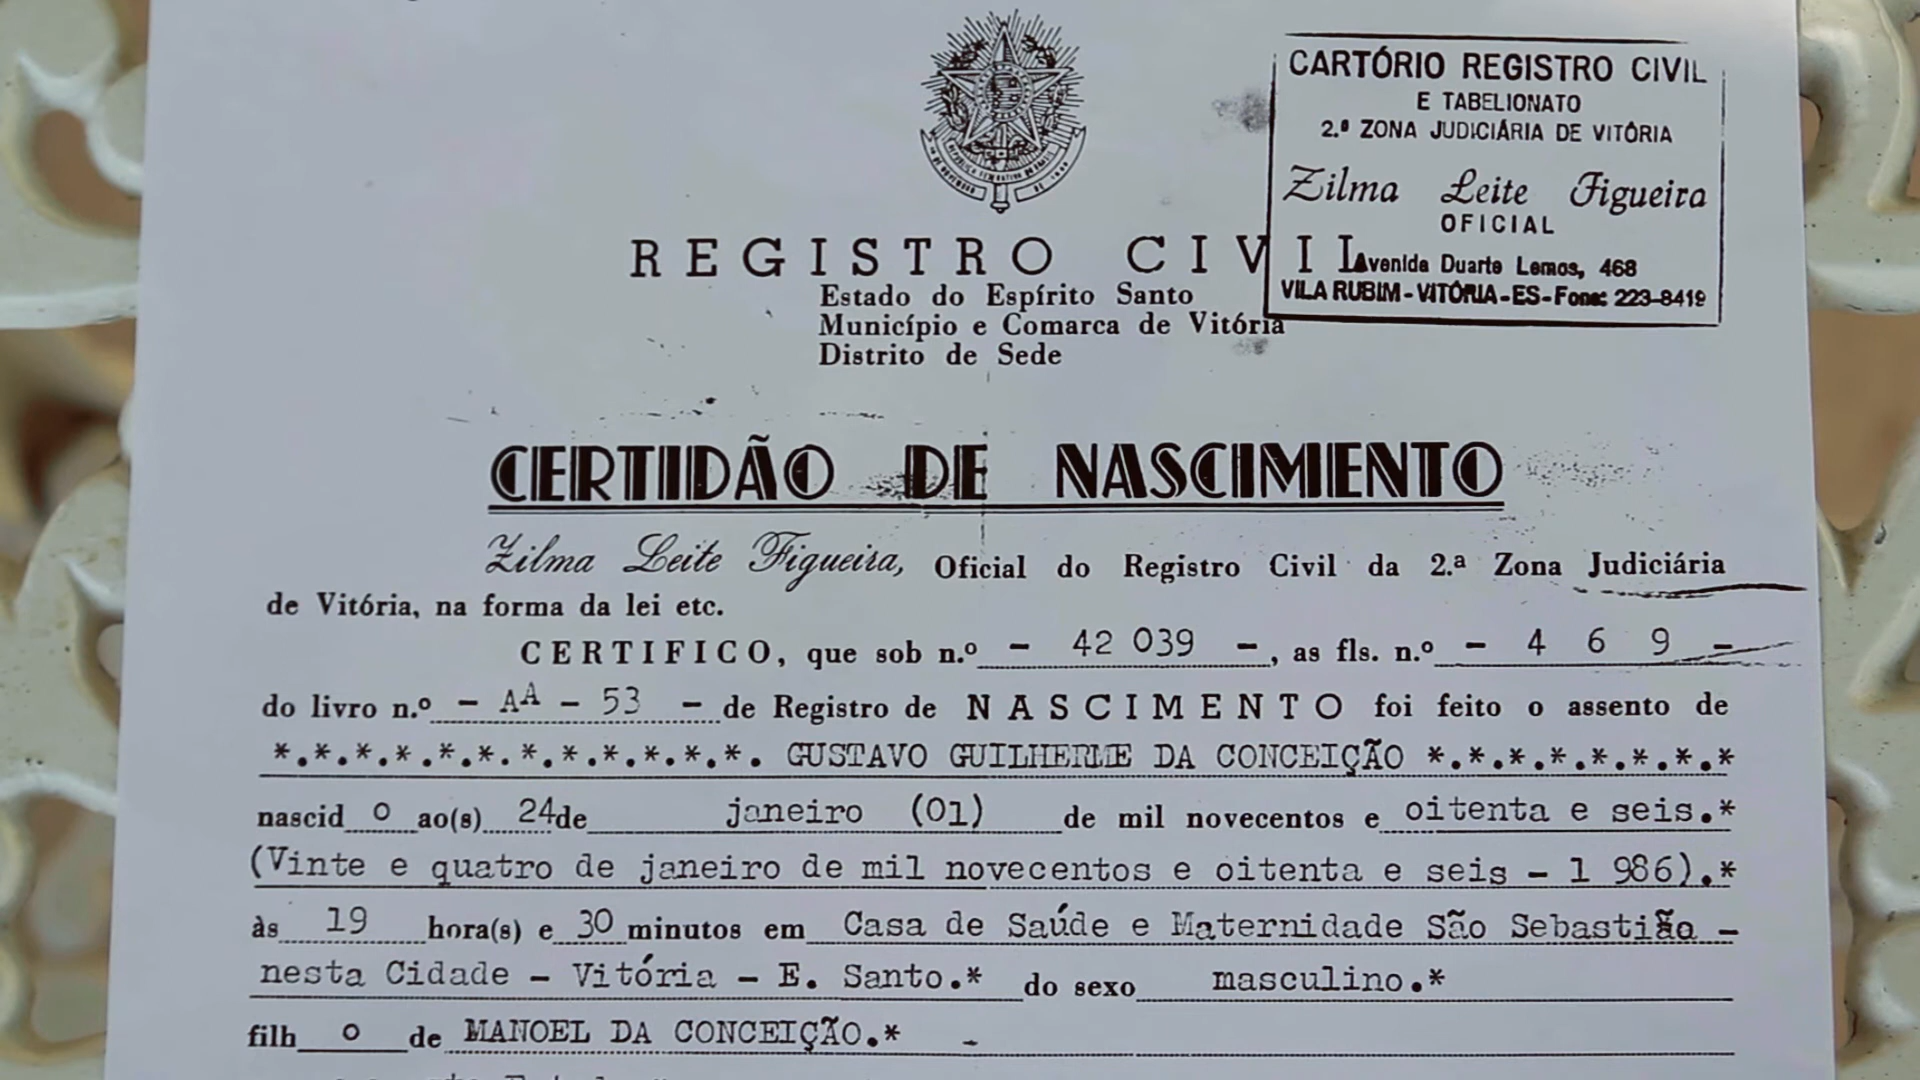 CARTÓRIO REGISTRO CIVIL
E TABELIONATO
2.ª ZONA JUDICIÁRIA DE VITÓRIA
Zilma Leite Figueira
OFICIAL
Avenida Duarte Lemos, 468
VILA RUBIM - VITÓRIA - ES - Fone: 223-8419
REGISTRO CIVIL
Estado do Espírito Santo
Município e Comarca de Vitória
Distrito de Sede
CERTIDÃO DE NASCIMENTO
Zilma Leite Figueira, Oficial do Registro Civil da 2.ª Zona Judiciária
de Vitória, na forma da lei etc.
CERTIFICO, que sob n.º - 42 039 -, as fls. n.º - 4 6 9 -
do livro n.º - AA - 53 - de Registro de NASCIMENTO foi feito o assento de
*.*.*.*.*.*.*.*.*.*.*.*. GUSTAVO GUILHERME DA CONCEIÇÃO *.*.*.*.*.*.*.*
nascid o ao(s) 24 de janeiro (01) de mil novecentos e oitenta e seis.*
(Vinte e quatro de janeiro de mil novecentos e oitenta e seis - 1 986).*
às 19 hora(s) e 30 minutos em Casa de Saúde e Maternidade São Sebastião -
nesta Cidade - Vitória - E. Santo.* do sexo masculino.*
filh o de MANOEL DA CONCEIÇÃO.* -